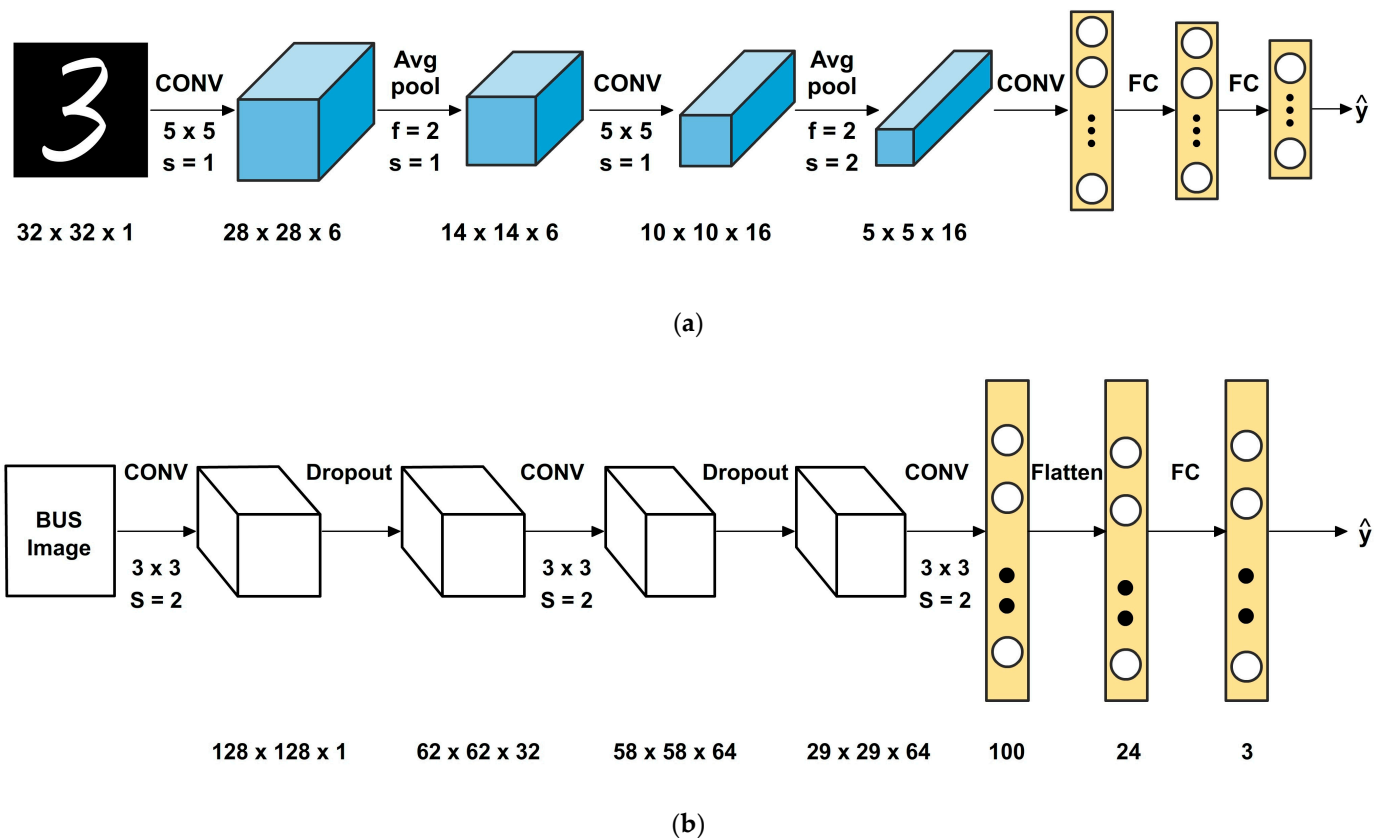 3
CONV
5 x 5
s = 1
Avg
pool
f = 2
s = 1
CONV
5 x 5
s = 1
Avg
pool
f = 2
s = 2
CONV
FC
FC
ŷ
32 x 32 x 1
28 x 28 x 6
14 x 14 x 6
10 x 10 x 16
5 x 5 x 16
(a)
BUS
Image
CONV
3 x 3
S = 2
Dropout
CONV
3 x 3
S = 2
Dropout
CONV
3 x 3
S = 2
Flatten
FC
ŷ
128 x 128 x 1
62 x 62 x 32
58 x 58 x 64
29 x 29 x 64
100
24
3
(b)